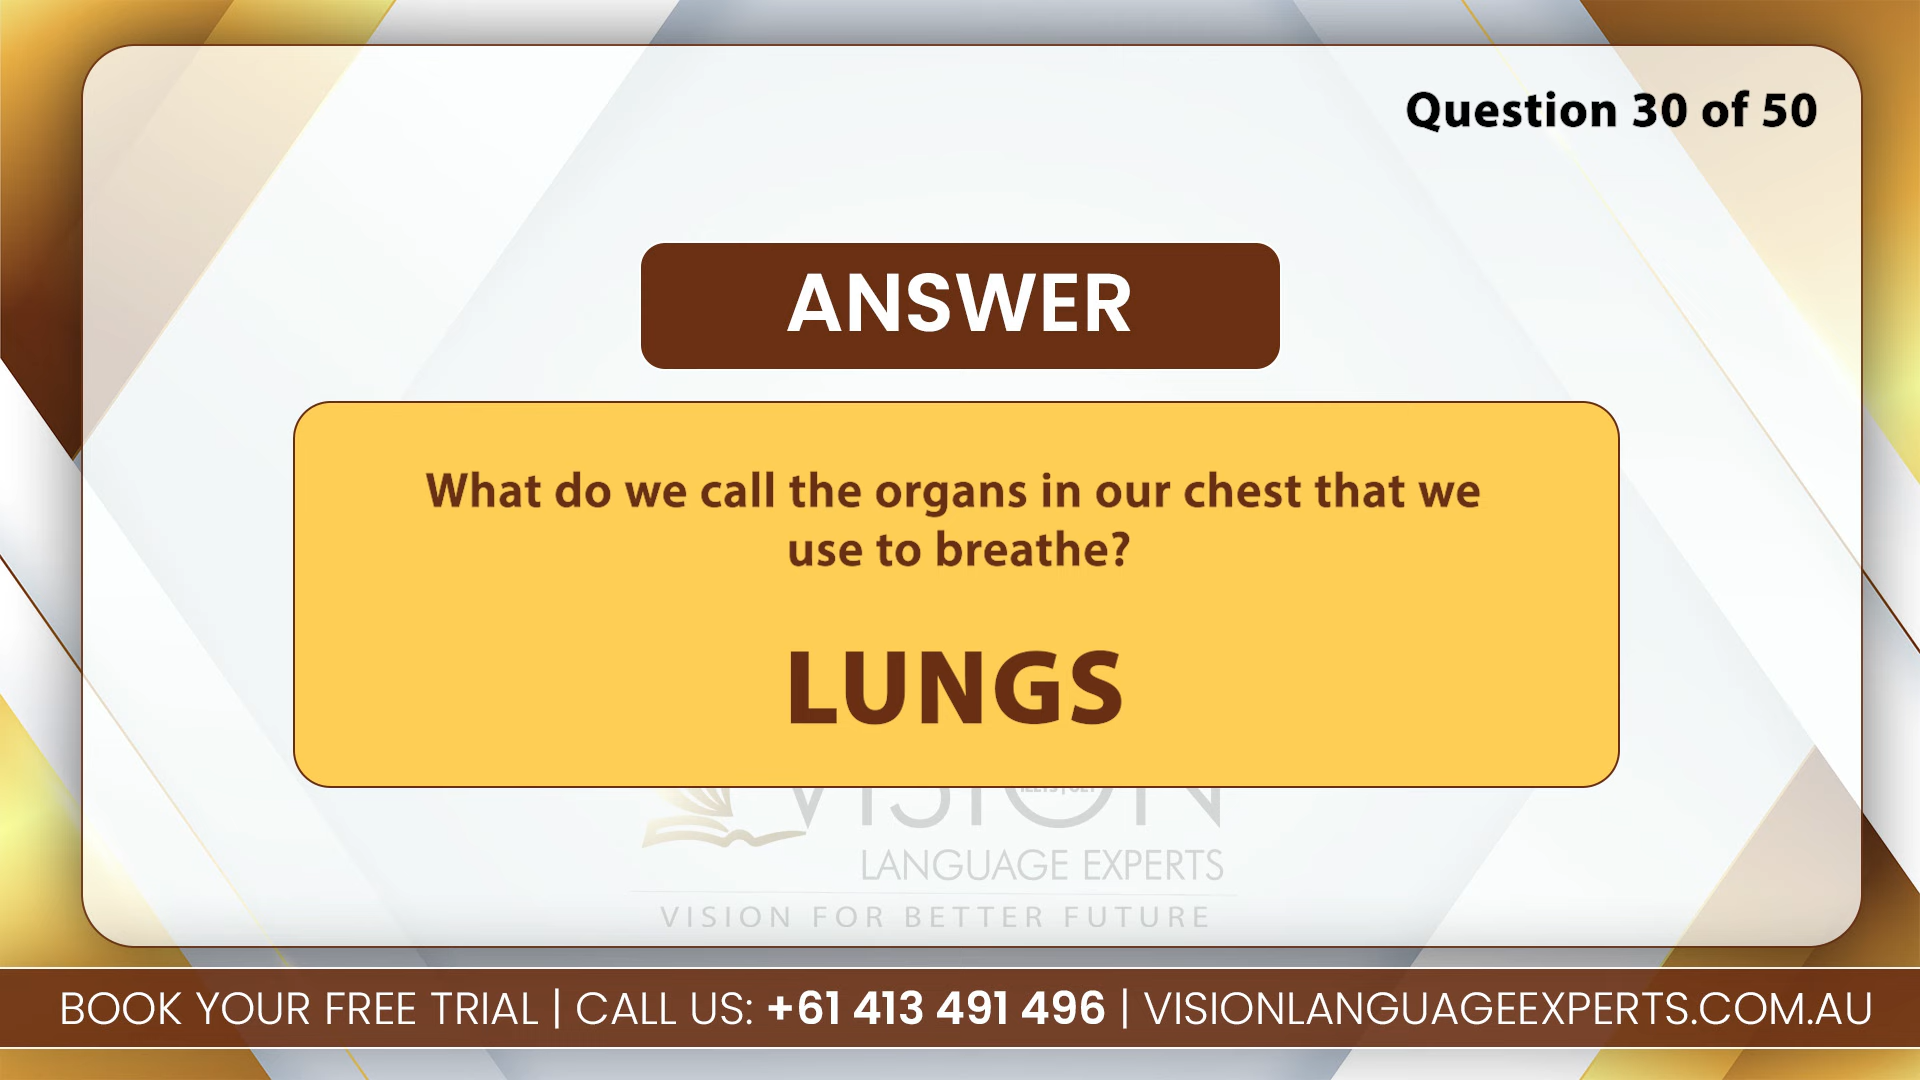 Question 30 of 50
ANSWER
What do we call the organs in our chest that we
use to breathe?
LUNGS
VISION
LANGUAGE EXPERTS
VISION FOR BETTER FUTURE
BOOK YOUR FREE TRIAL | CALL US: +61 413 491 496 | VISIONLANGUAGEEXPERTS.COM.AU